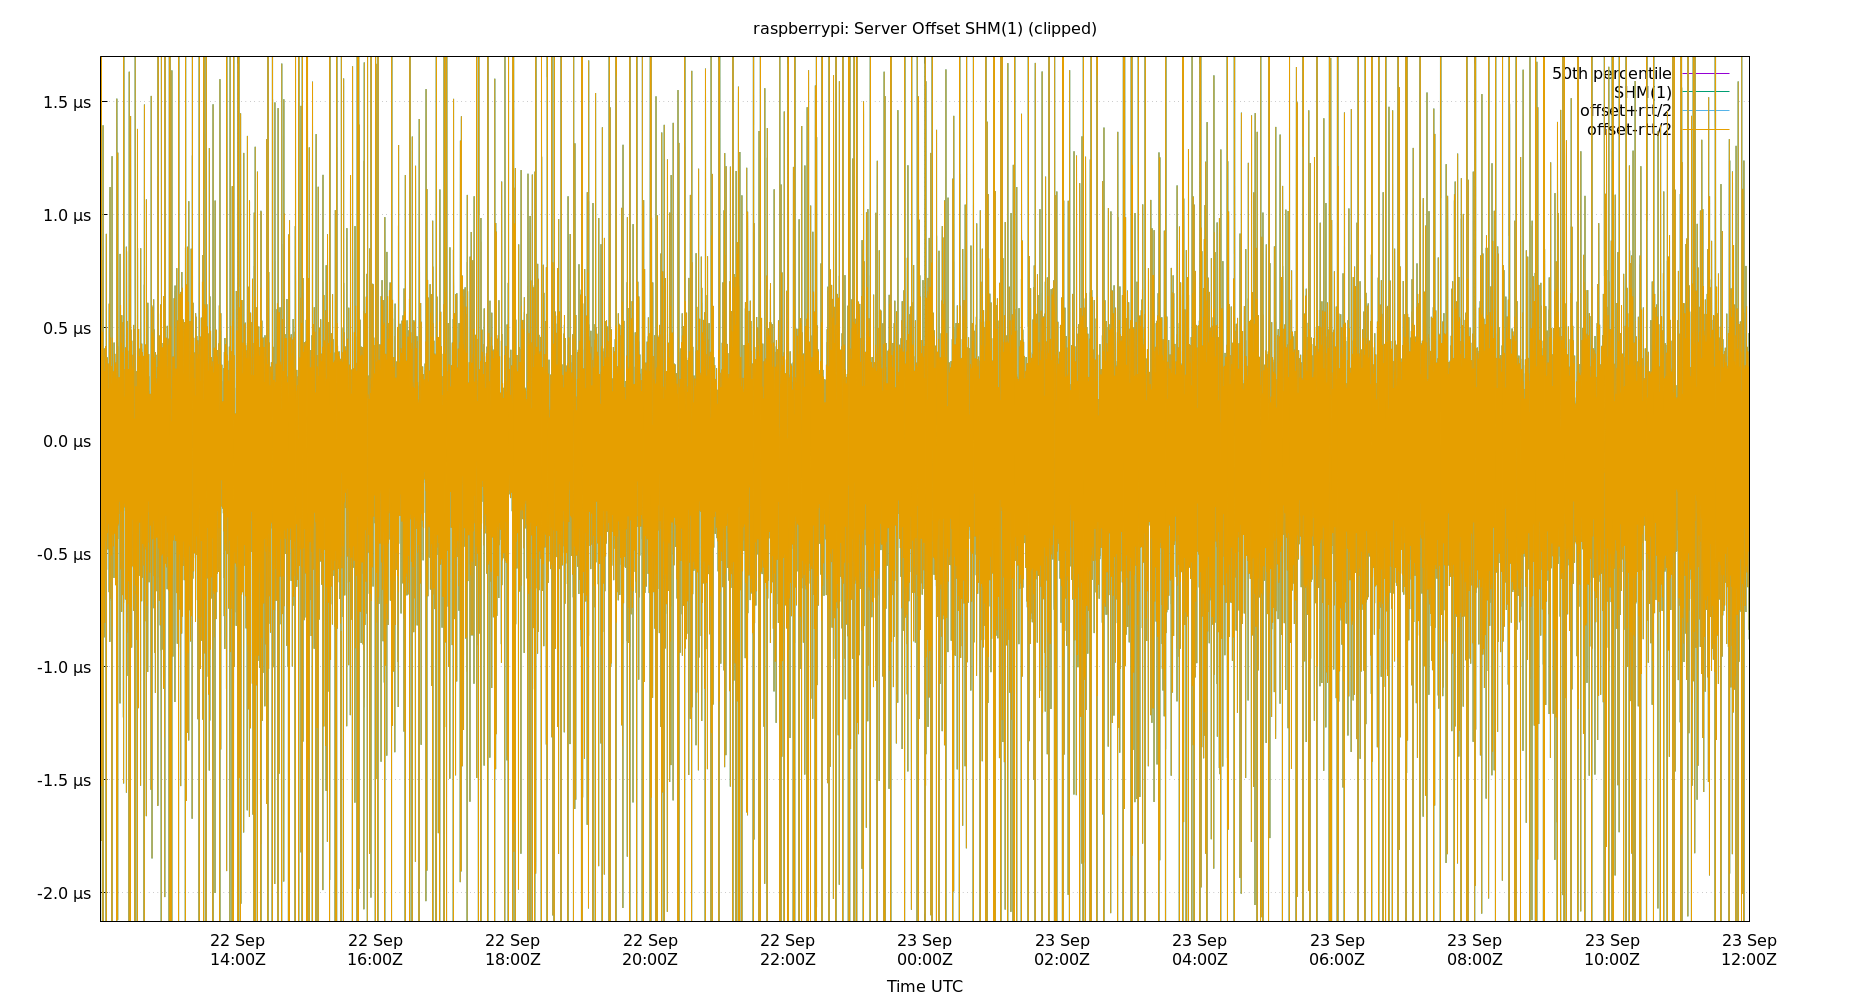 raspberrypi: Server Offset SHM(1) (clipped)
50th percentile
SHM(1)
offset+rtt/2
offset-rtt/2
1.5 µs
1.0 µs
0.5 µs
0.0 µs
-0.5 µs
-1.0 µs
-1.5 µs
-2.0 µs
22 Sep 22 Sep 22 Sep 22 Sep 22 Sep 23 Sep 23 Sep 23 Sep 23 Sep 23 Sep 23 Sep 23 Sep
14:00Z 16:00Z 18:00Z 20:00Z 22:00Z 00:00Z 02:00Z 04:00Z 06:00Z 08:00Z 10:00Z 12:00Z
Time UTC